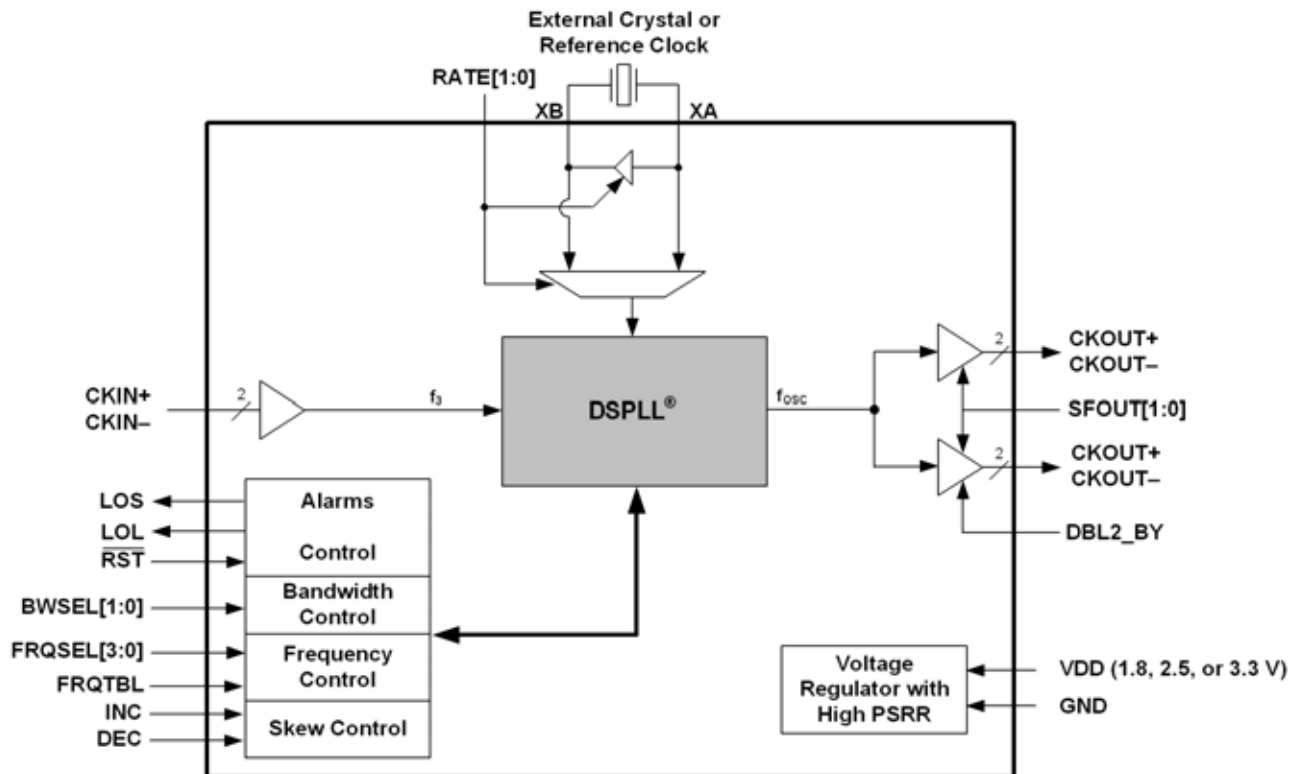 External Crystal or
Reference Clock
RATE[1:0]
XB
XA
CKIN+
CKIN–
2
f3
DSPLL®
fOSC
2
CKOUT+
CKOUT–
SFOUT[1:0]
2
CKOUT+
CKOUT–
DBL2_BY
LOS
LOL
RST
BWSEL[1:0]
FRQSEL[3:0]
FRQTBL
INC
DEC
Alarms
Control
Bandwidth
Control
Frequency
Control
Skew Control
Voltage
Regulator with
High PSRR
VDD (1.8, 2.5, or 3.3 V)
GND